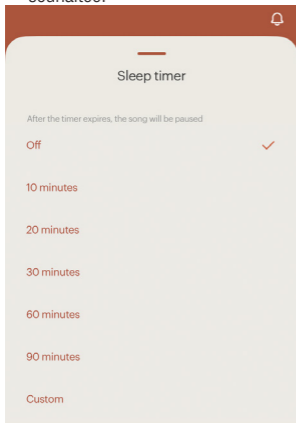 souhaitée.
Sleep timer
After the timer expires, the song will be paused
Off
10 minutes
20 minutes
30 minutes
60 minutes
90 minutes
Custom